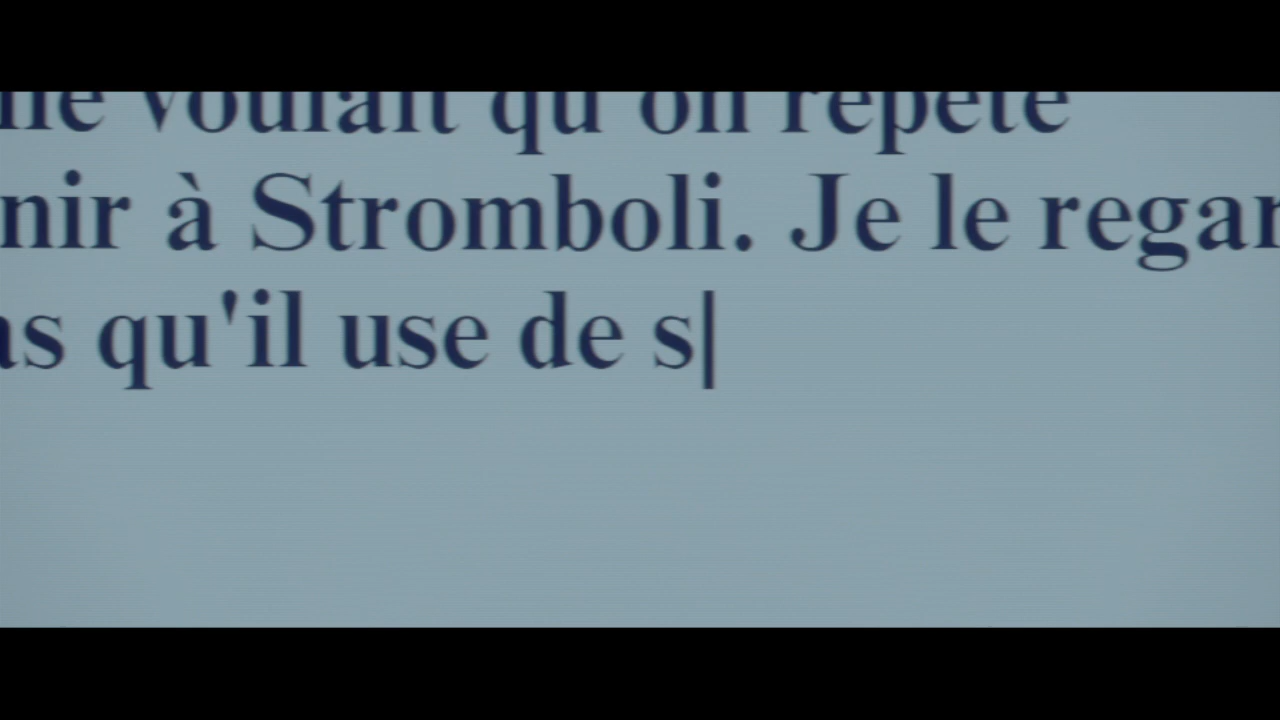 voulait qu'on répète
nir à Stromboli. Je le regar
as qu'il use de s